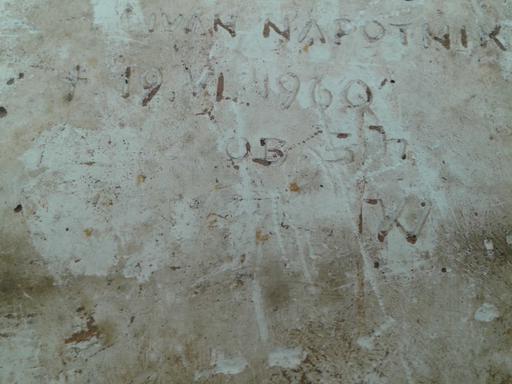 IVAN NAPOTNIK
+ 19. VI. 1960
OB 5h